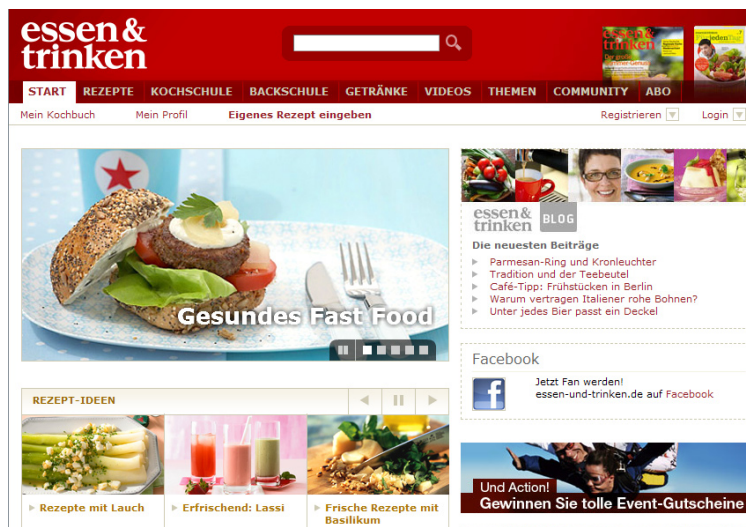 essen&
trinken
START REZEPTE KOCHSCHULE BACKSCHULE GETRÄNKE VIDEOS THEMEN COMMUNITY ABO
Mein Kochbuch Mein Profil Eigenes Rezept eingeben Registrieren Login
Gesundes Fast Food
essen&
trinken
BLOG
Die neuesten Beiträge
Parmesan-Ring und Kronleuchter
Tradition und der Teebeutel
Café-Tipp: Frühstücken in Berlin
Warum vertragen Italiener rohe Bohnen?
Unter jedes Bier passt ein Deckel
Facebook
Jetzt Fan werden!
essen-und-trinken.de auf Facebook
REZEPT-IDEEN
Rezepte mit Lauch
Erfrischend: Lassi
Frische Rezepte mit
Basilikum
Und Action!
Gewinnen Sie tolle Event-Gutscheine